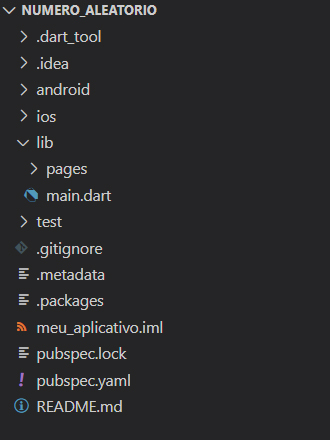 NUMERO_ALEATORIO
.dart_tool
.idea
android
ios
lib
pages
main.dart
test
.gitignore
.metadata
.packages
meu_aplicativo.iml
pubspec.lock
pubspec.yaml
README.md